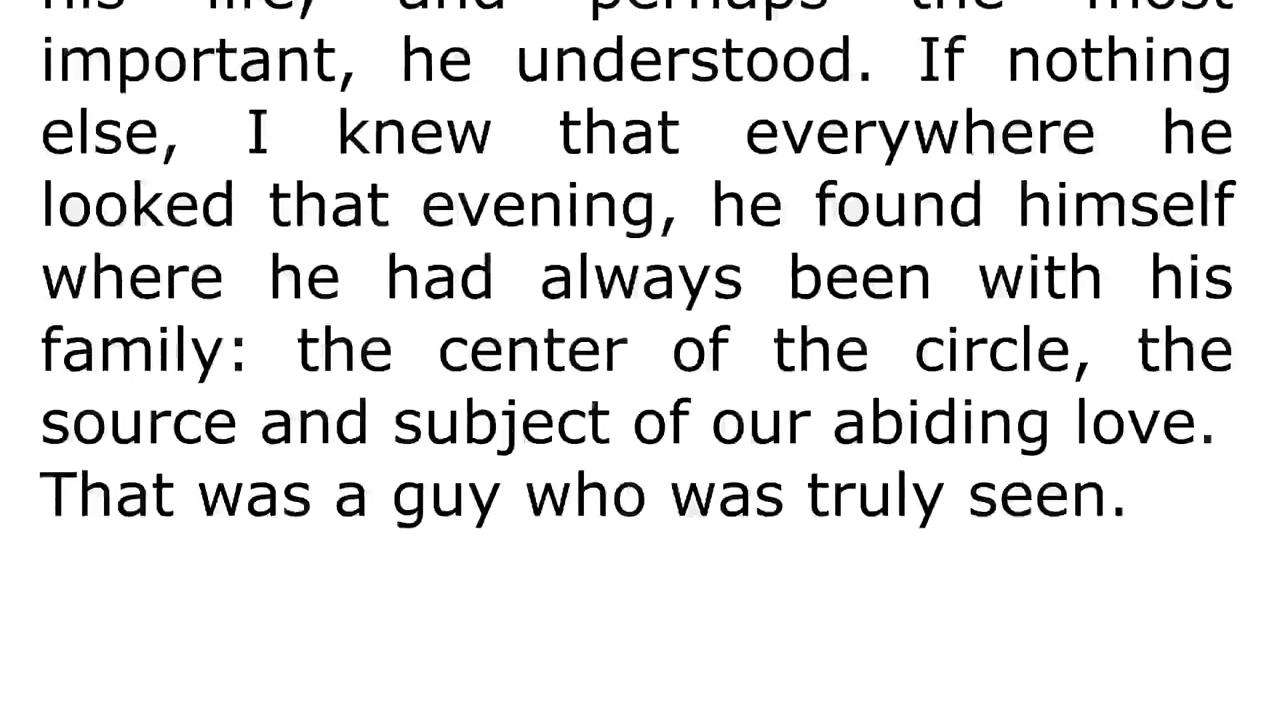 his life, and perhaps the most
important, he understood. If nothing
else, I knew that everywhere he
looked that evening, he found himself
where he had always been with his
family: the center of the circle, the
source and subject of our abiding love.
That was a guy who was truly seen.